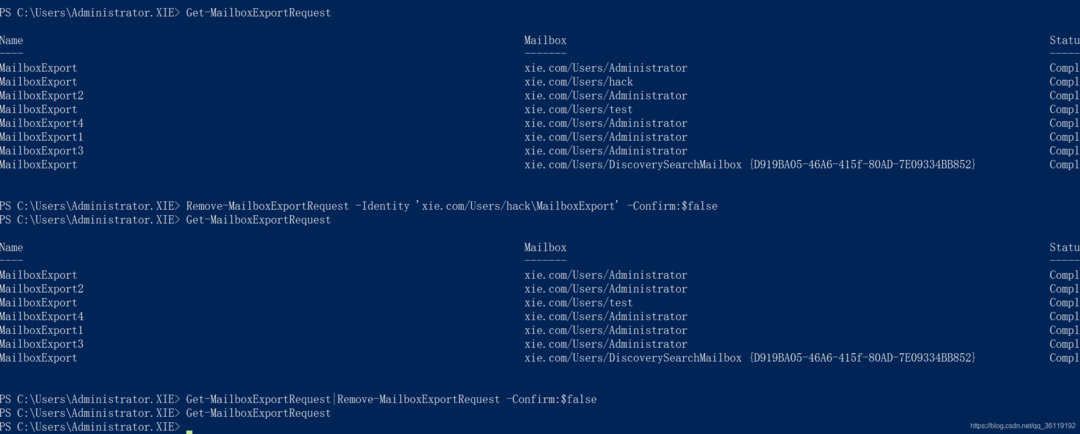 PS C:\Users\Administrator.XIE> Get-MailboxExportRequest
Name Mailbox Statu
---- ------- -----
MailboxExport xie.com/Users/Administrator Compl
MailboxExport xie.com/Users/hack Compl
MailboxExport2 xie.com/Users/Administrator Compl
MailboxExport xie.com/Users/test Compl
MailboxExport4 xie.com/Users/Administrator Compl
MailboxExport1 xie.com/Users/Administrator Compl
MailboxExport3 xie.com/Users/Administrator Compl
MailboxExport xie.com/Users/DiscoverySearchMailbox {D919BA05-46A6-415f-80AD-7E09334BB852} Compl
PS C:\Users\Administrator.XIE> Remove-MailboxExportRequest -Identity 'xie.com/Users/hack\MailboxExport' -Confirm:$false
PS C:\Users\Administrator.XIE> Get-MailboxExportRequest
Name Mailbox Statu
---- ------- -----
MailboxExport xie.com/Users/Administrator Compl
MailboxExport2 xie.com/Users/Administrator Compl
MailboxExport xie.com/Users/test Compl
MailboxExport4 xie.com/Users/Administrator Compl
MailboxExport1 xie.com/Users/Administrator Compl
MailboxExport3 xie.com/Users/Administrator Compl
MailboxExport xie.com/Users/DiscoverySearchMailbox {D919BA05-46A6-415f-80AD-7E09334BB852} Compl
PS C:\Users\Administrator.XIE> Get-MailboxExportRequest|Remove-MailboxExportRequest -Confirm:$false
PS C:\Users\Administrator.XIE> Get-MailboxExportRequest
PS C:\Users\Administrator.XIE>
https://blog.csdn.net/qq_36119192